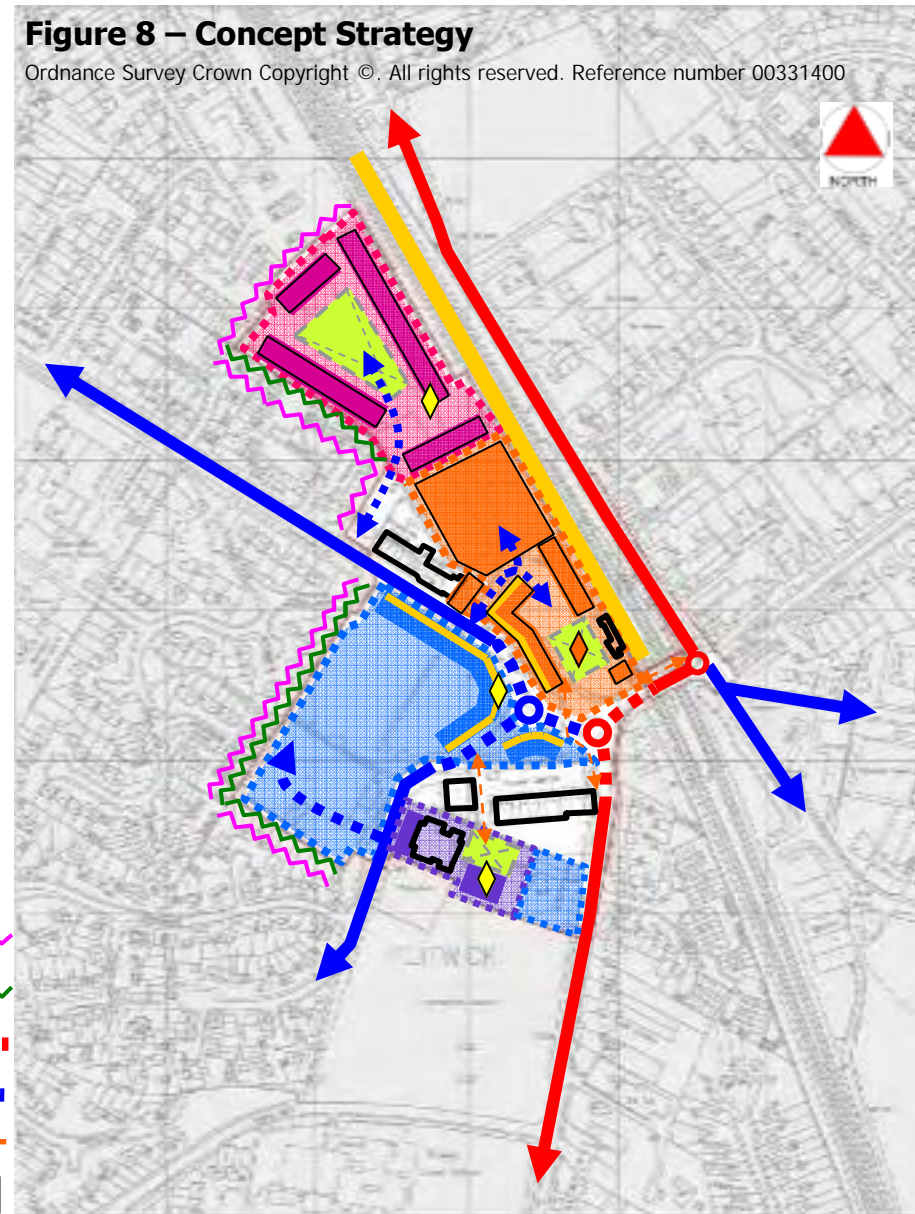 Figure 8 – Concept Strategy
Ordnance Survey Crown Copyright ©. All rights reserved. Reference number 00331400
NORTH